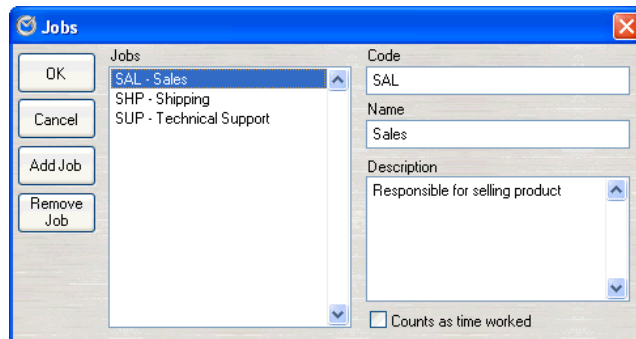 Jobs
OK
Cancel
Add Job
Remove
Job
Jobs
SAL - Sales
SHP - Shipping
SUP - Technical Support
Code
SAL
Name
Sales
Description
Responsible for selling product
Counts as time worked